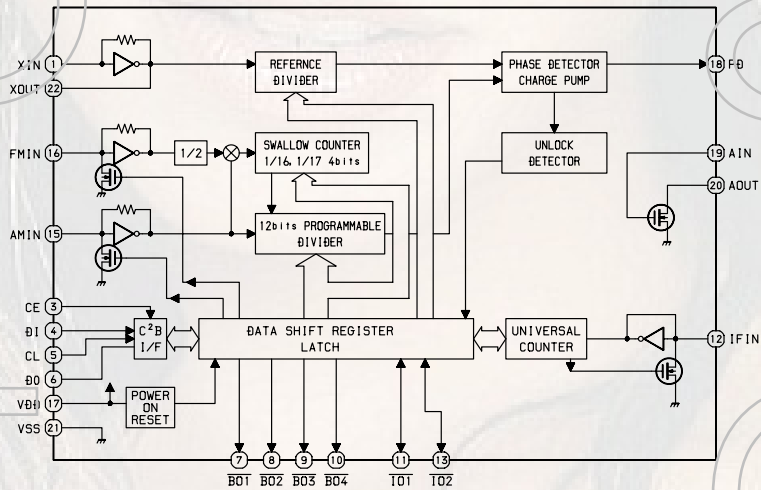 XIN 1
XOUT 22
REFERNCE
DIVIDER
PHASE DETECTOR
CHARGE PUMP
18 PD
FMIN 16
1/2
SWALLOW COUNTER
1/16, 1/17 4bits
UNLOCK
DETECTOR
19 AIN
20 AOUT
AMIN 15
12bits PROGRAMMABLE
DIVIDER
CE 3
DI 4
CL 5
DO 6
C²B
I/F
DATA SHIFT REGISTER
LATCH
UNIVERSAL
COUNTER
12 IFIN
VDD 17
POWER
ON
RESET
VSS 21
7 8 9 10 11 13
BO1 BO2 BO3 BO4 IO1 IO2